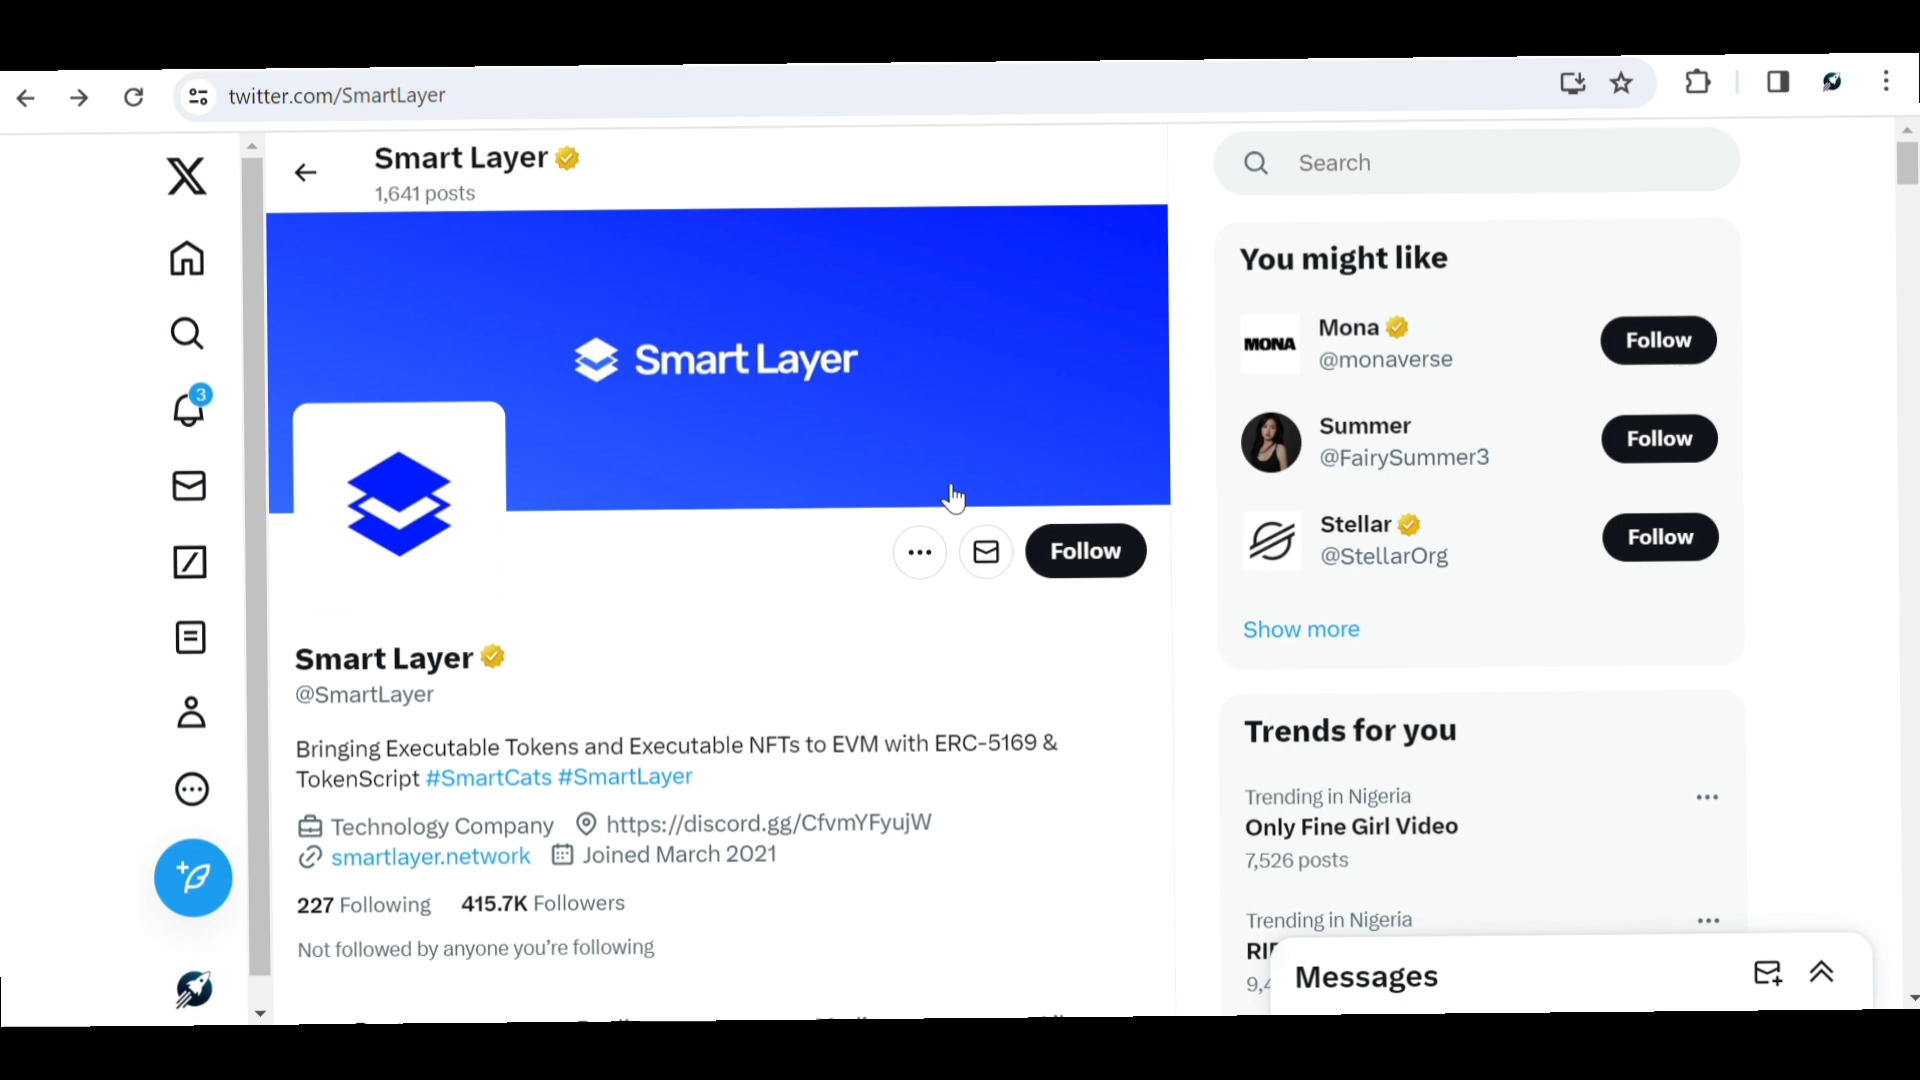 twitter.com/SmartLayer
Smart Layer
1,641 posts
Smart Layer
Follow
Smart Layer
@SmartLayer
Bringing Executable Tokens and Executable NFTs to EVM with ERC-5169 &
TokenScript #SmartCats #SmartLayer
Technology Company https://discord.gg/CfvmYFyujW
smartlayer.network Joined March 2021
227 Following 415.7K Followers
Not followed by anyone you're following
3
Search
You might like
MONA
Mona
@monaverse
Follow
Summer
@FairySummer3
Follow
Stellar
@StellarOrg
Follow
Show more
Trends for you
Trending in Nigeria
Only Fine Girl Video
7,526 posts
Trending in Nigeria
Messages